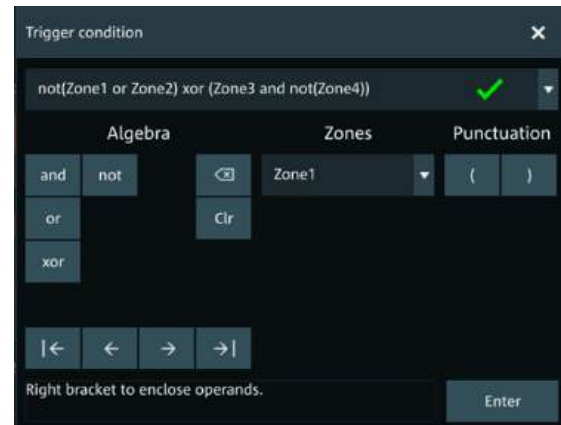 Trigger condition
not(Zone1 or Zone2) xor (Zone3 and not(Zone4))
Algebra Zones Punctuation
and not Zone1 ( )
or Clr
xor
Right bracket to enclose operands.
Enter